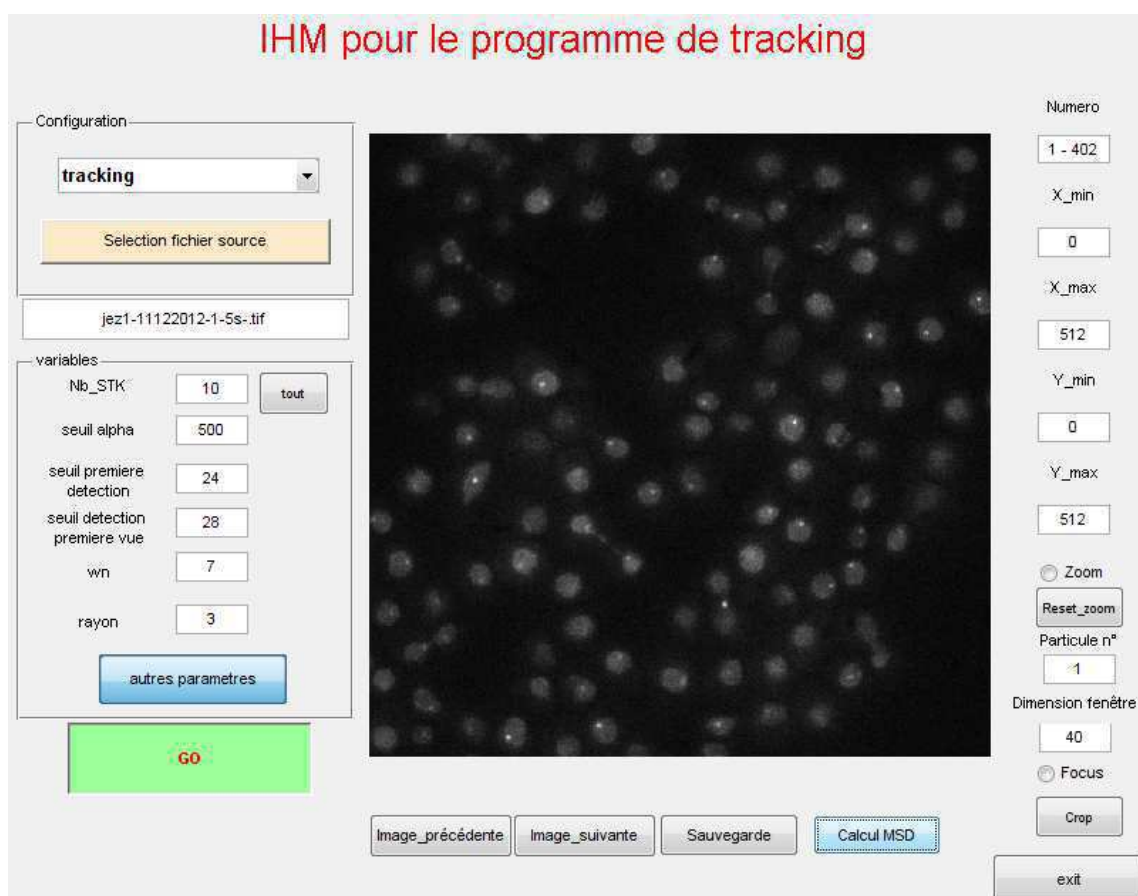 IHM pour le programme de tracking
Configuration
tracking
Selection fichier source
jez1-11122012-1-5s-.tif
variables
Nb_STK
10
tout
seuil alpha
500
seuil premiere
detection
24
seuil detection
premiere vue
28
wn
7
rayon
3
autres parametres
GO
Image_précédente
Image_suivante
Sauvegarde
Calcul MSD
Numero
1 - 402
X_min
0
X_max
512
Y_min
0
Y_max
512
Zoom
Reset_zoom
Particule n°
1
Dimension fenêtre
40
Focus
Crop
exit